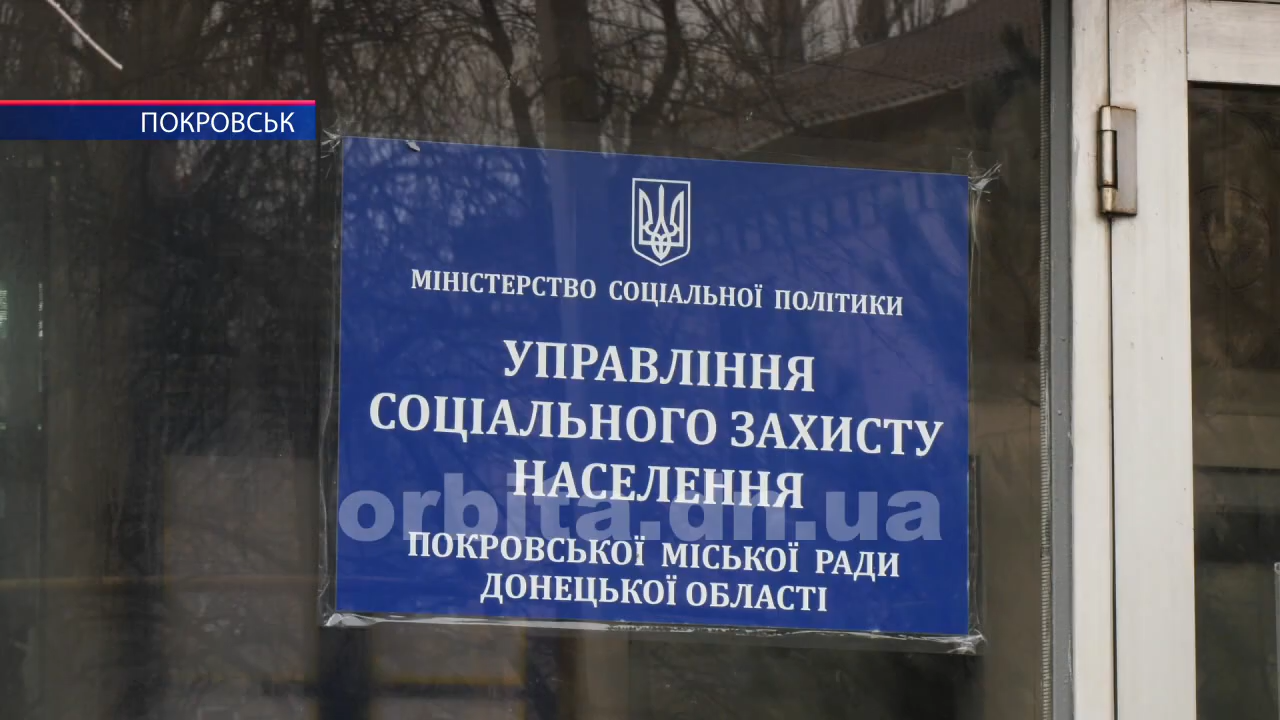 ПОКРОВСЬК
МІНІСТЕРСТВО СОЦІАЛЬНОЇ ПОЛІТИКИ
УПРАВЛІННЯ
СОЦІАЛЬНОГО ЗАХИСТУ
НАСЕЛЕННЯ
orbita.dn.ua
ПОКРОВСЬКОЇ МІСЬКОЇ РАДИ
ДОНЕЦЬКОЇ ОБЛАСТІ